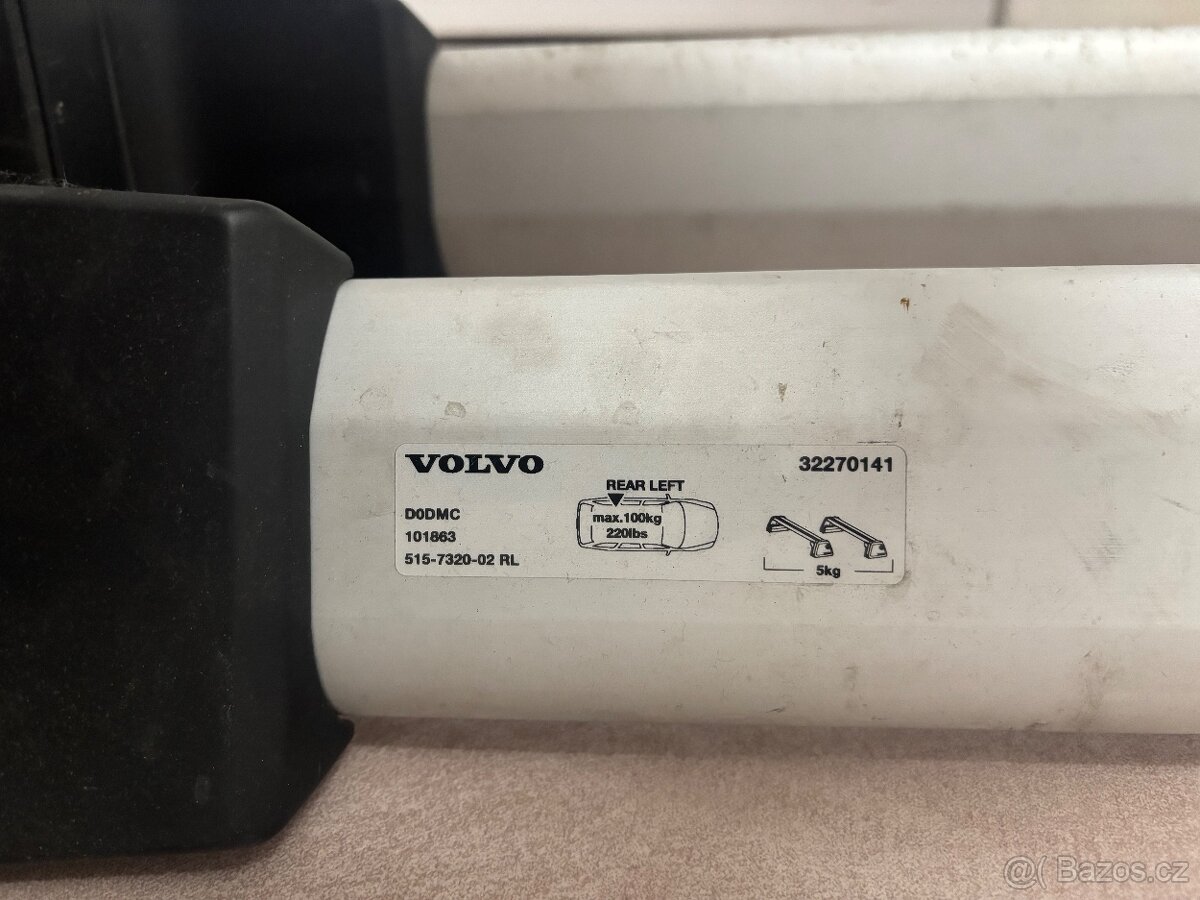 VOLVO 32270141
REAR LEFT
max.100kg
220lbs
D0DMC
101863
515-7320-02 RL
5kg
@( Bazos.cz